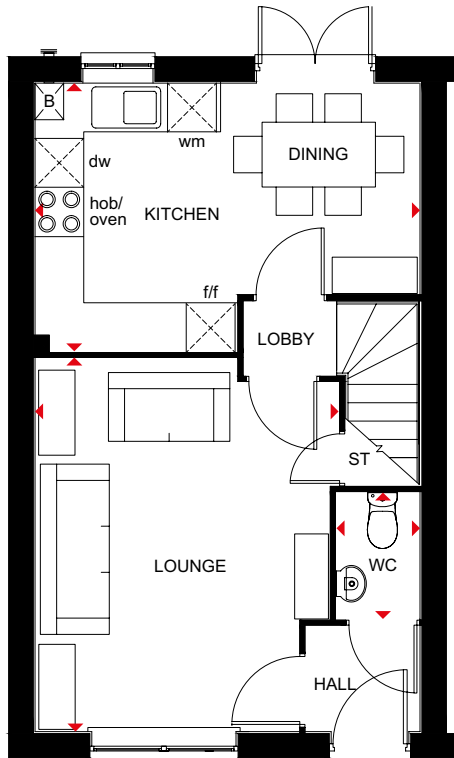 B
wm
dw
DINING
hob/
oven
KITCHEN
f/f
LOBBY
ST
z
LOUNGE
WC
HALL